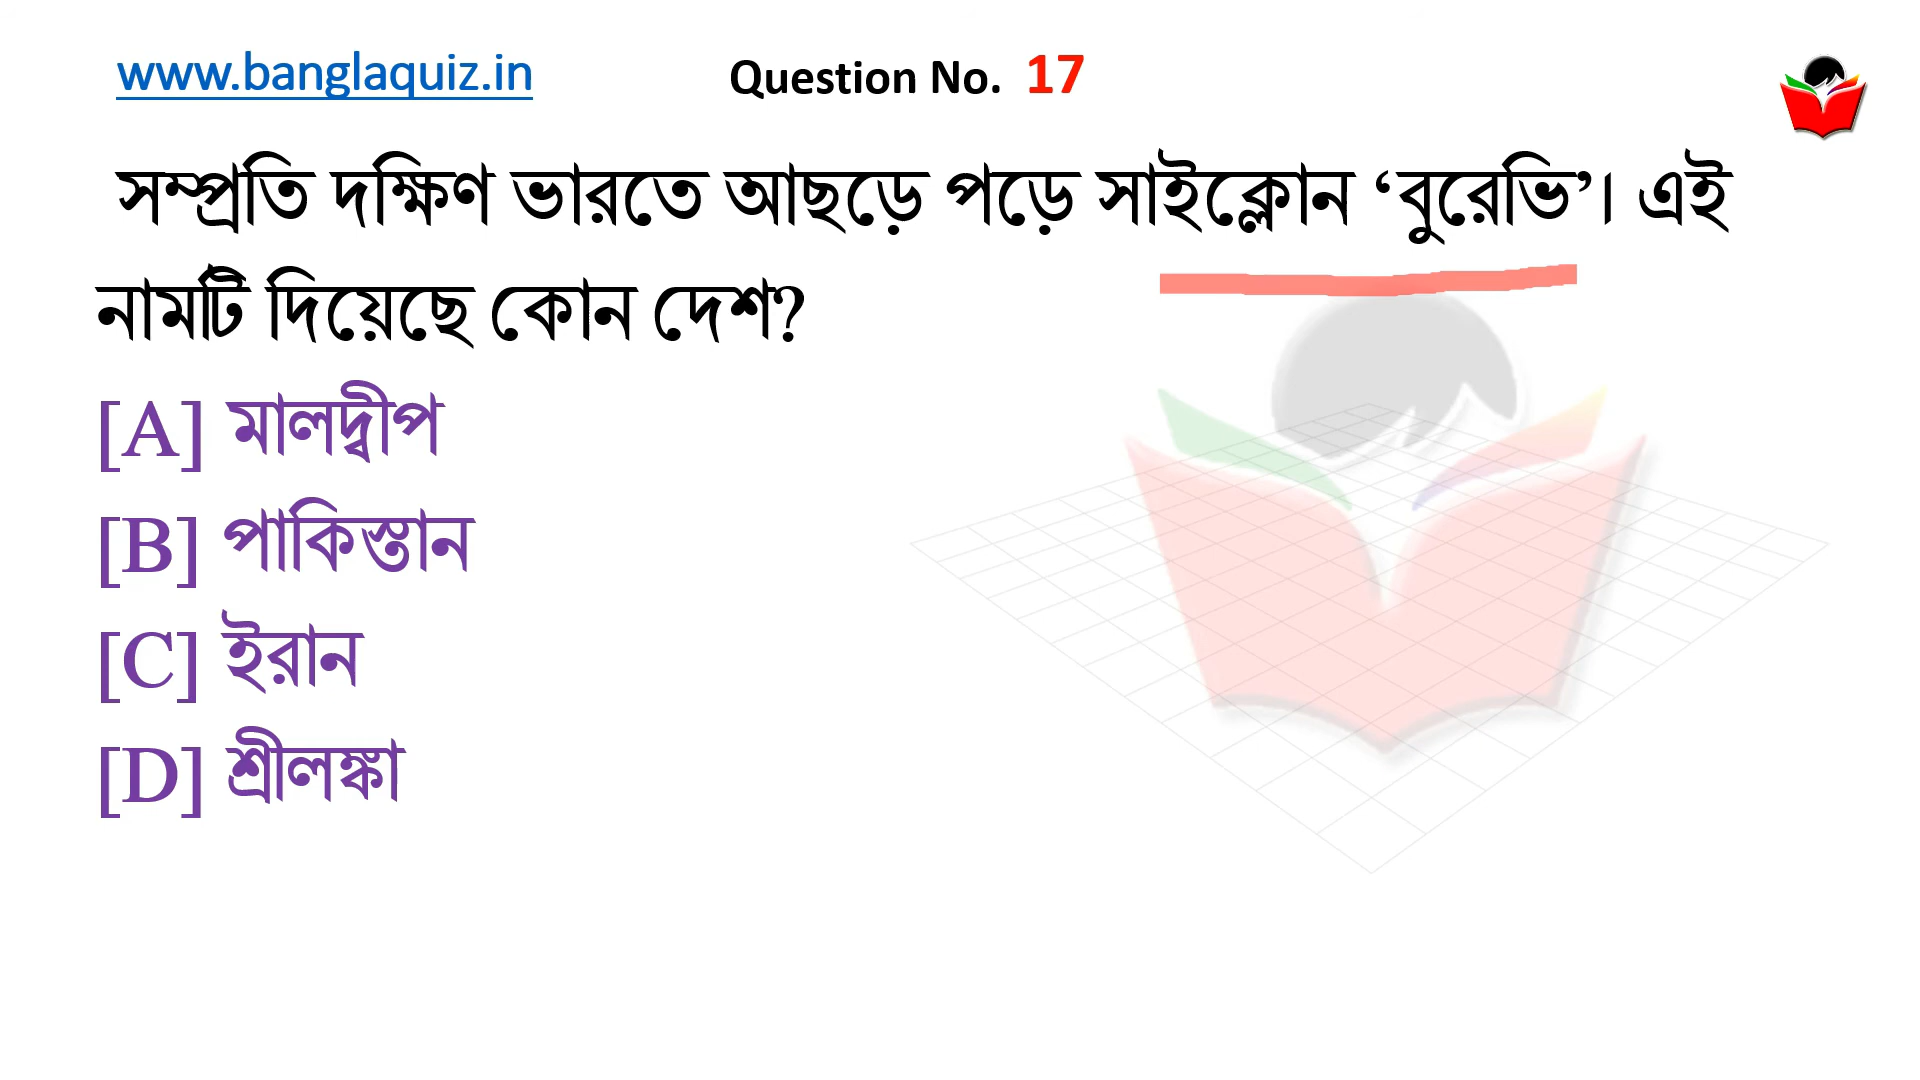 www.banglaquiz.in
Question No. 17
সম্প্রতি দক্ষিণ ভারতে আছড়ে পড়ে সাইক্লোন ‘বুরেভি’। এই
নামটি দিয়েছে কোন দেশ?
[A] মালদ্বীপ
[B] পাকিস্তান
[C] ইরান
[D] শ্রীলঙ্কা